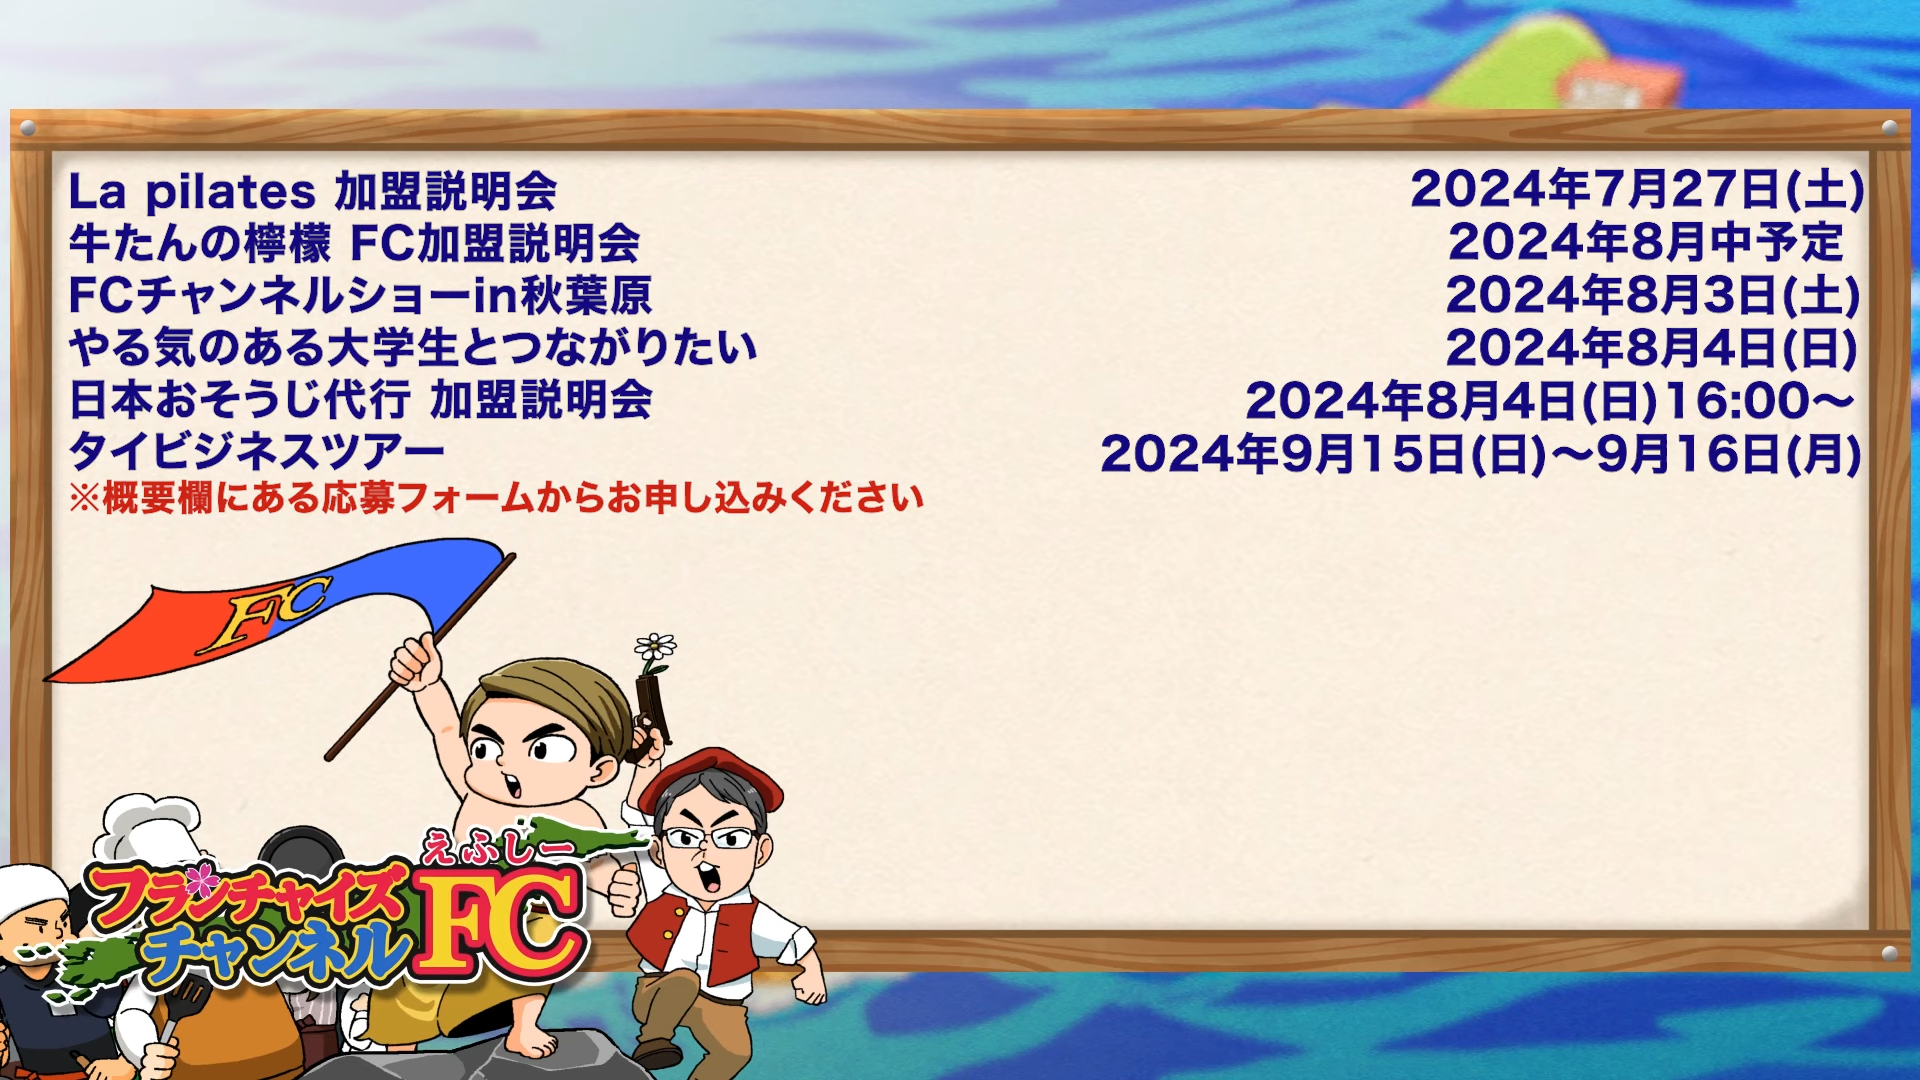 La pilates 加盟説明会 2024年7月27日(土)
牛たんの檸檬 FC加盟説明会 2024年8月中予定
FCチャンネルショーin秋葉原 2024年8月3日(土)
やる気のある大学生とつながりたい 2024年8月4日(日)
日本おそうじ代行 加盟説明会 2024年8月4日(日)16:00〜
タイビジネスツアー 2024年9月15日(日)〜9月16日(月)
※概要欄にある応募フォームからお申し込みください
FC
えふしー
フランチャイズ
チャンネル
FC